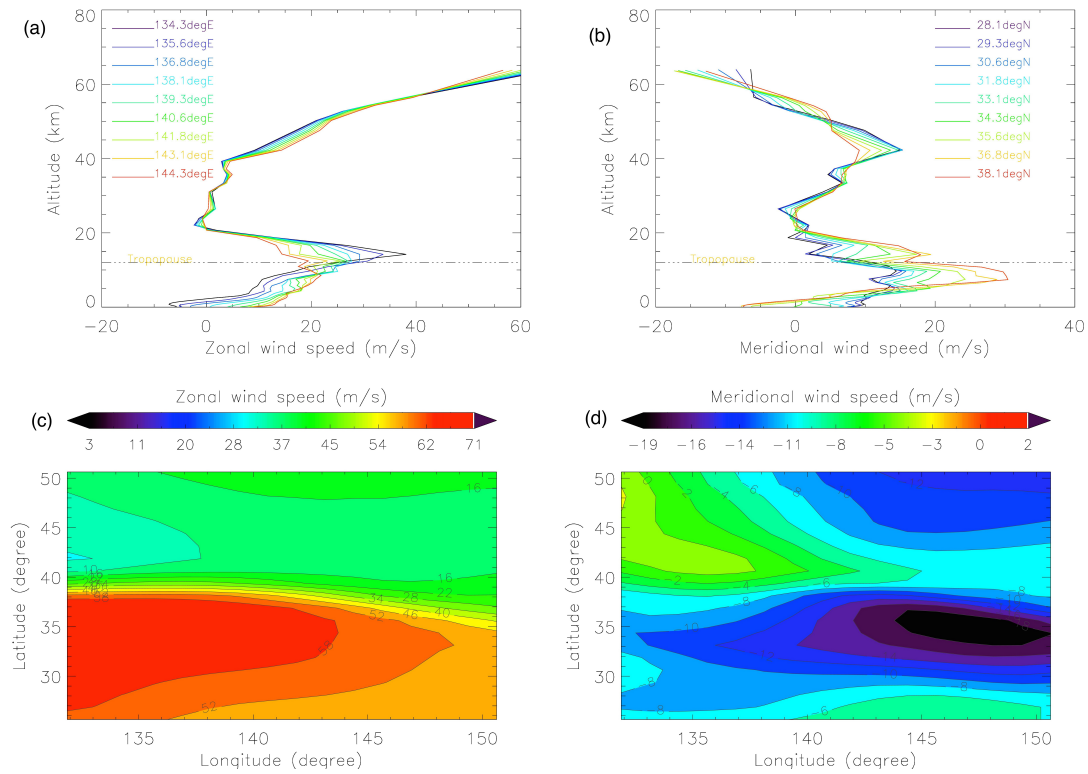 (a)
80
60
40
20
0
Altitude (km)
134.3degE
135.6degE
136.8degE
138.1degE
139.3degE
140.6degE
141.8degE
143.1degE
144.3degE
Tropopause
-20 0 20 40 60
Zonal wind speed (m/s)
(b)
80
60
40
20
0
Altitude (km)
28.1degN
29.3degN
30.6degN
31.8degN
33.1degN
34.3degN
35.6degN
36.8degN
38.1degN
Tropopause
-20 0 20 40
Meridional wind speed (m/s)
Zonal wind speed (m/s)
(c)
3 11 20 28 37 45 54 62 71
50
45
40
35
30
Latitude (degree)
16
10
16
34 28 22
52 46 40
58
52
135 140 145 150
Longitude (degree)
Meridional wind speed (m/s)
(d)
-19 -16 -14 -11 -8 -5 -3 0 2
50
45
40
35
30
Latitude (degree)
0
-2
-4
-6
-8
-2
-6
-8
-8
-10
-8
-8
-8
-6
-6
135 140 145 150
Longitude (degree)